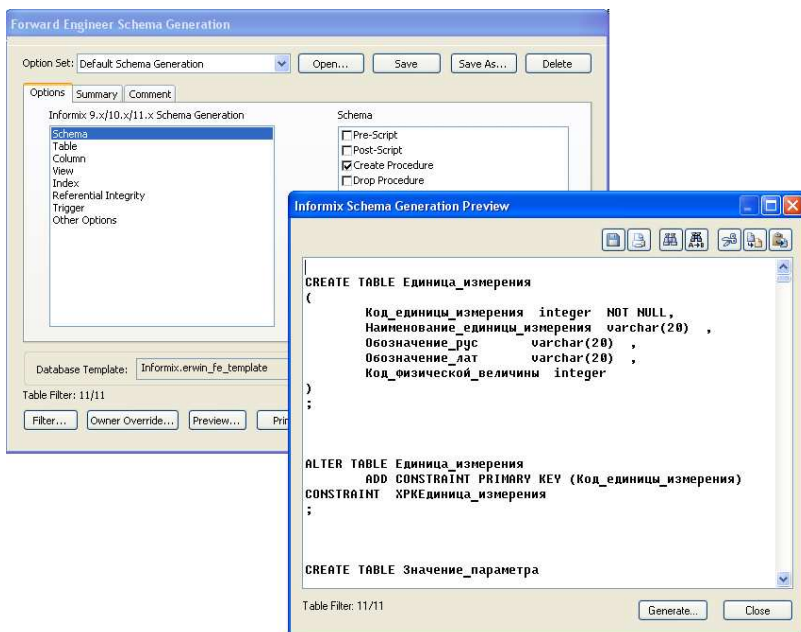 Forward Engineer Schema Generation
Option Set: Default Schema Generation Open... Save Save As... Delete
Options Summary Comment
Informix 9.x/10.x/11.x Schema Generation Schema
Schema
Table
Column
View
Index
Referential Integrity
Trigger
Other Options
Pre-Script
Post-Script
Create Procedure
Drop Procedure
Database Template: Informix.erwin_fe_template
Table Filter: 11/11
Filter... Owner Override... Preview... Prin
Informix Schema Generation Preview
CREATE TABLE Единица_измерения
(
Код_единицы_измерения integer NOT NULL,
Наименование_единицы_измерения varchar(20) ,
Обозначение_рус varchar(20) ,
Обозначение_лат varchar(20) ,
Код_физической_величины integer
)
;
ALTER TABLE Единица_измерения
ADD CONSTRAINT PRIMARY KEY (Код_единицы_измерения)
CONSTRAINT XPKЕдиница_измерения
;
CREATE TABLE Значение_параметра
Table Filter: 11/11
Generate... Close